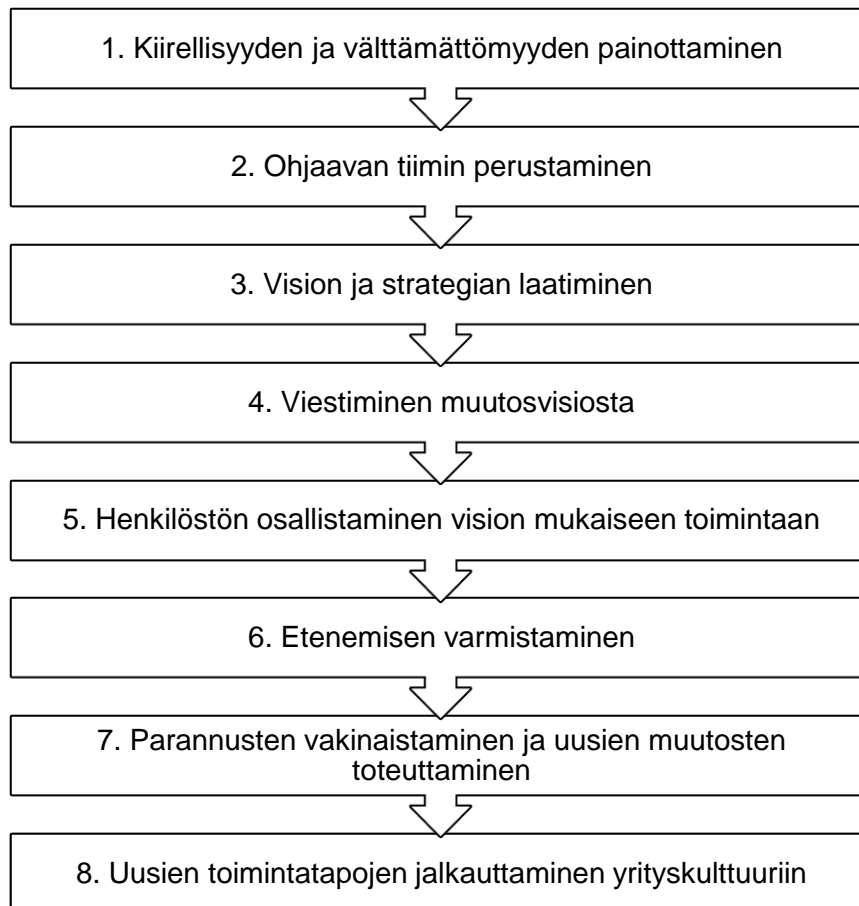 1. Kiirellisyyden ja välttämättömyyden painottaminen
2. Ohjaavan tiimin perustaminen
3. Vision ja strategian laatiminen
4. Viestiminen muutosvisiosta
5. Henkilöstön osallistaminen vision mukaiseen toimintaan
6. Etenemisen varmistaminen
7. Parannusten vakinaistaminen ja uusien muutosten
toteuttaminen
8. Uusien toimintatapojen jalkauttaminen yrityskulttuuriin